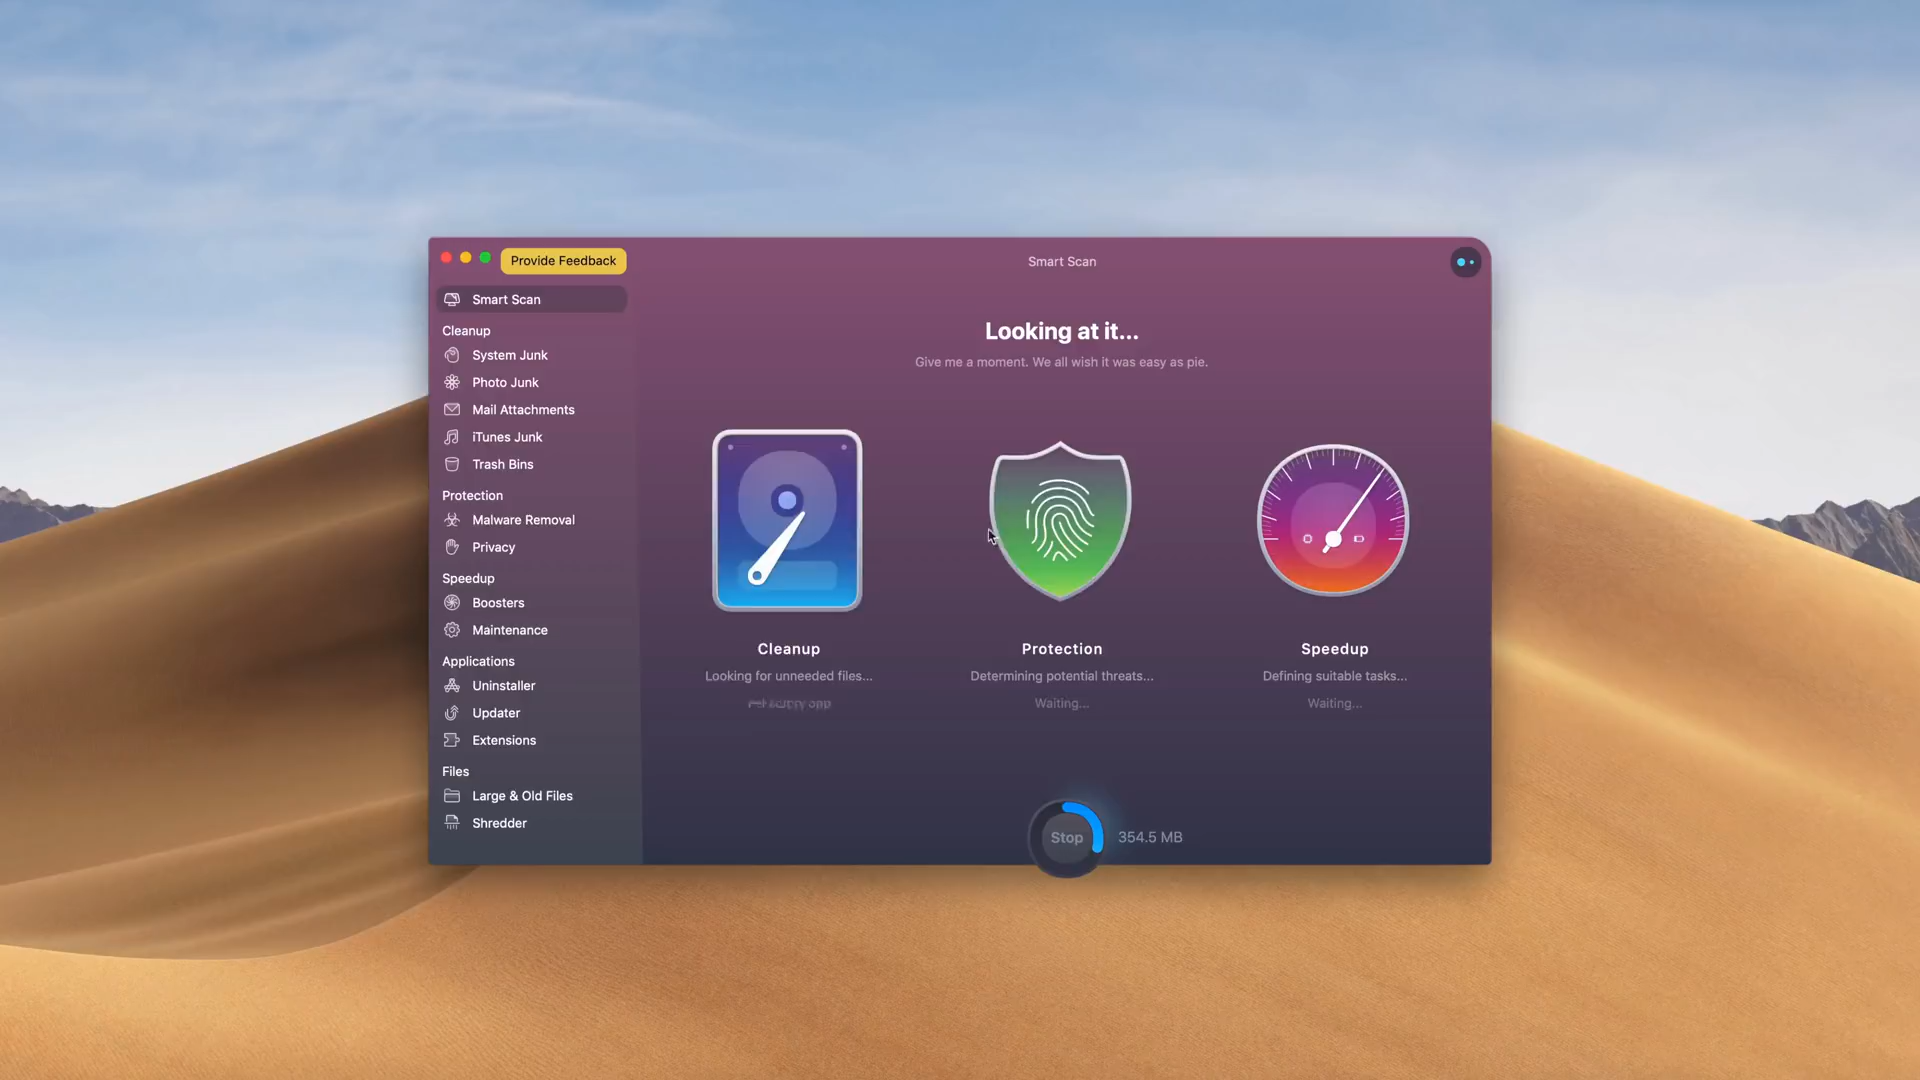 Provide Feedback
Smart Scan
Smart Scan
Cleanup
System Junk
Photo Junk
Mail Attachments
iTunes Junk
Trash Bins
Protection
Malware Removal
Privacy
Speedup
Boosters
Maintenance
Applications
Uninstaller
Updater
Extensions
Files
Large & Old Files
Shredder
Looking at it...
Give me a moment. We all wish it was easy as pie.
Cleanup
Looking for unneeded files...
Protection
Determining potential threats...
Waiting...
Speedup
Defining suitable tasks...
Waiting...
Stop
354.5 MB